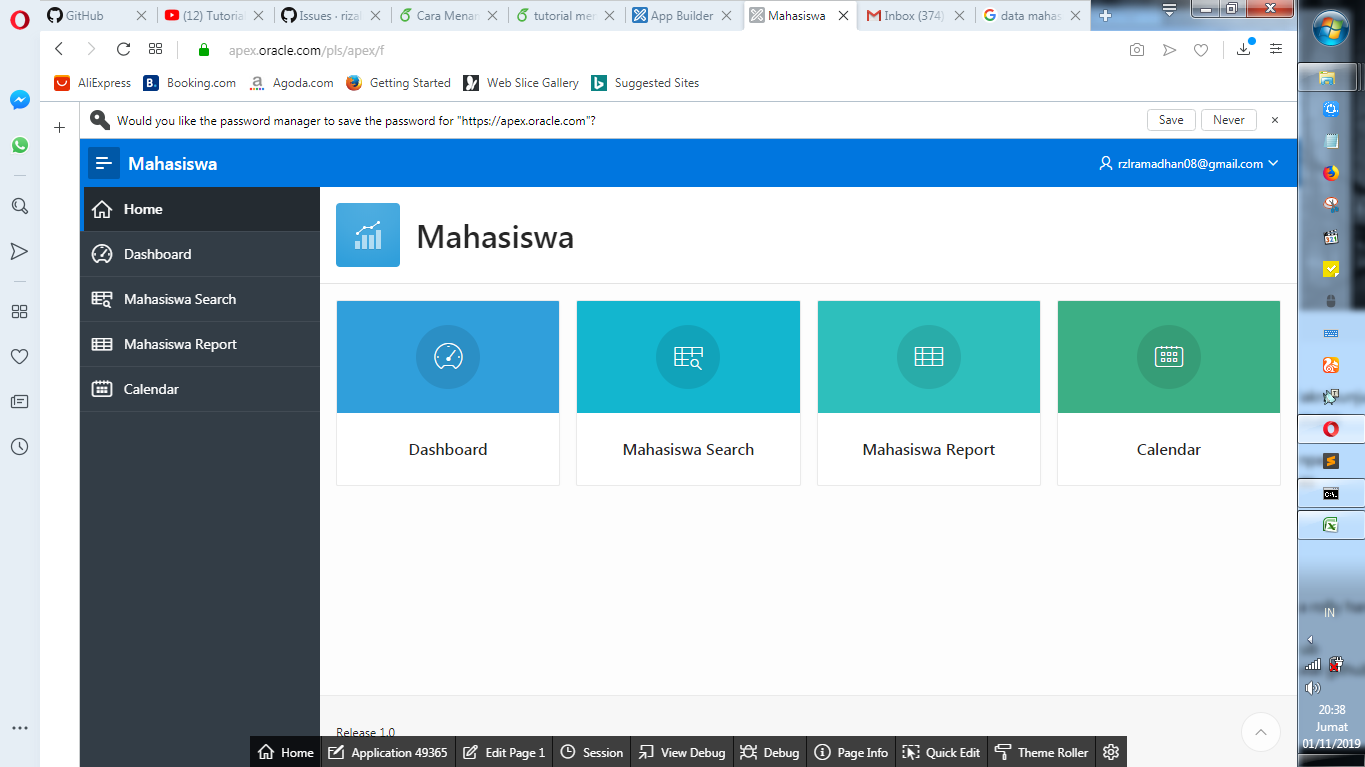 GitHub
(12) Tutorial
Issues · rizal
Cara Menam
tutorial mer
App Builder
Mahasiswa
Inbox (374)
data mahas
apex.oracle.com/pls/apex/f
AliExpress
Booking.com
Agoda.com
Getting Started
Web Slice Gallery
Suggested Sites
Would you like the password manager to save the password for "https://apex.oracle.com"?
Save
Never
Mahasiswa
rzlramadhan08@gmail.com
Home
Dashboard
Mahasiswa Search
Mahasiswa Report
Calendar
Mahasiswa
Dashboard
Mahasiswa Search
Mahasiswa Report
Calendar
Release 1.0
Home
Application 49365
Edit Page 1
Session
View Debug
Debug
Page Info
Quick Edit
Theme Roller
IN
20:38
Jumat
01/11/2019